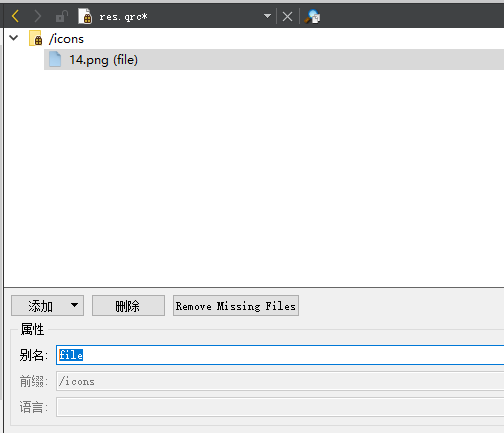 res.qrc*
/icons
14.png (file)
添加
删除
Remove Missing Files
属性
别名: file
前缀: /icons
语言: